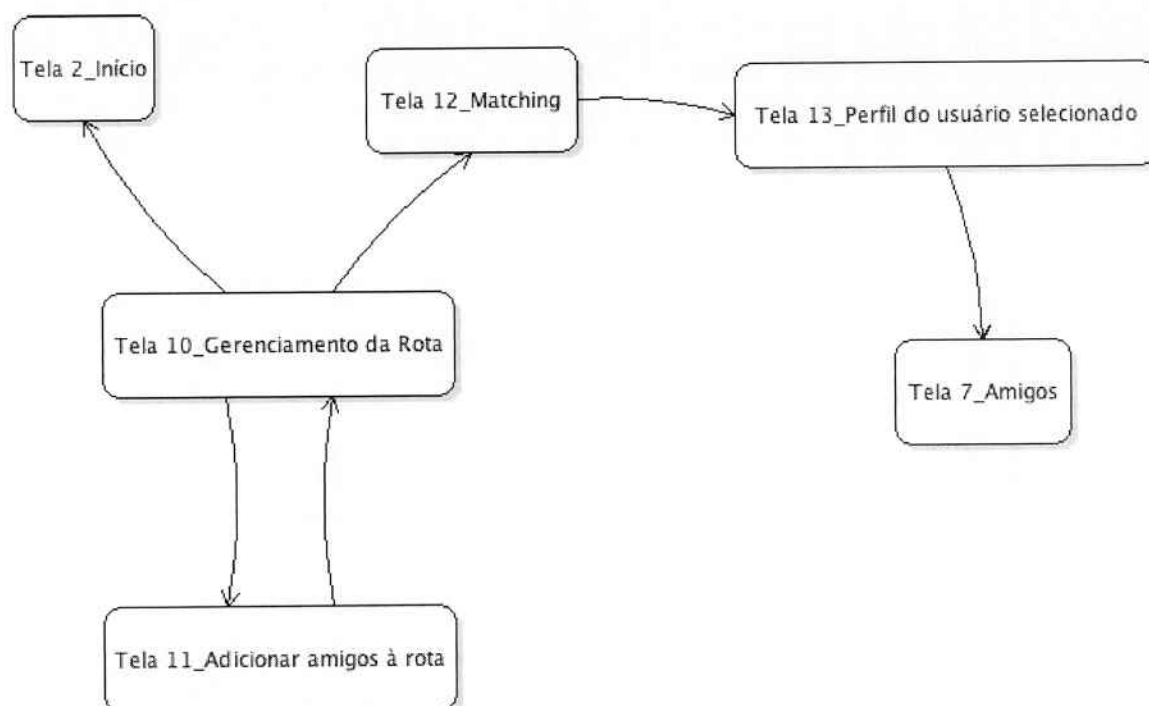 Tela 2_Início
Tela 12_Matching
Tela 13_Perfil do usuário selecionado
Tela 10_Gerenciamento da Rota
Tela 7_Amigos
Tela 11_Adicionar amigos à rota